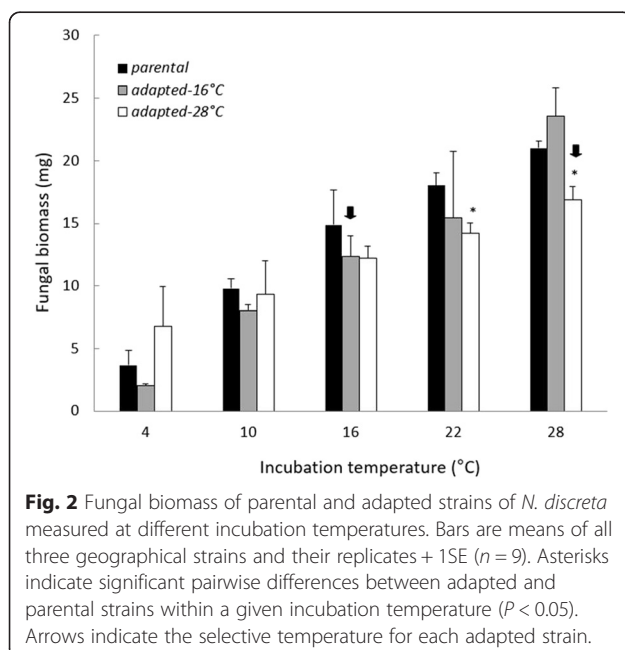 30
25
20
15
10
5
0
Fungal biomass (mg)
parental
adapted-16°C
adapted-28°C
*
*
4 10 16 22 28
Incubation temperature (°C)
Fig. 2 Fungal biomass of parental and adapted strains of N. discreta
measured at different incubation temperatures. Bars are means of all
three geographical strains and their replicates + 1SE (n = 9). Asterisks
indicate significant pairwise differences between adapted and
parental strains within a given incubation temperature (P < 0.05).
Arrows indicate the selective temperature for each adapted strain.